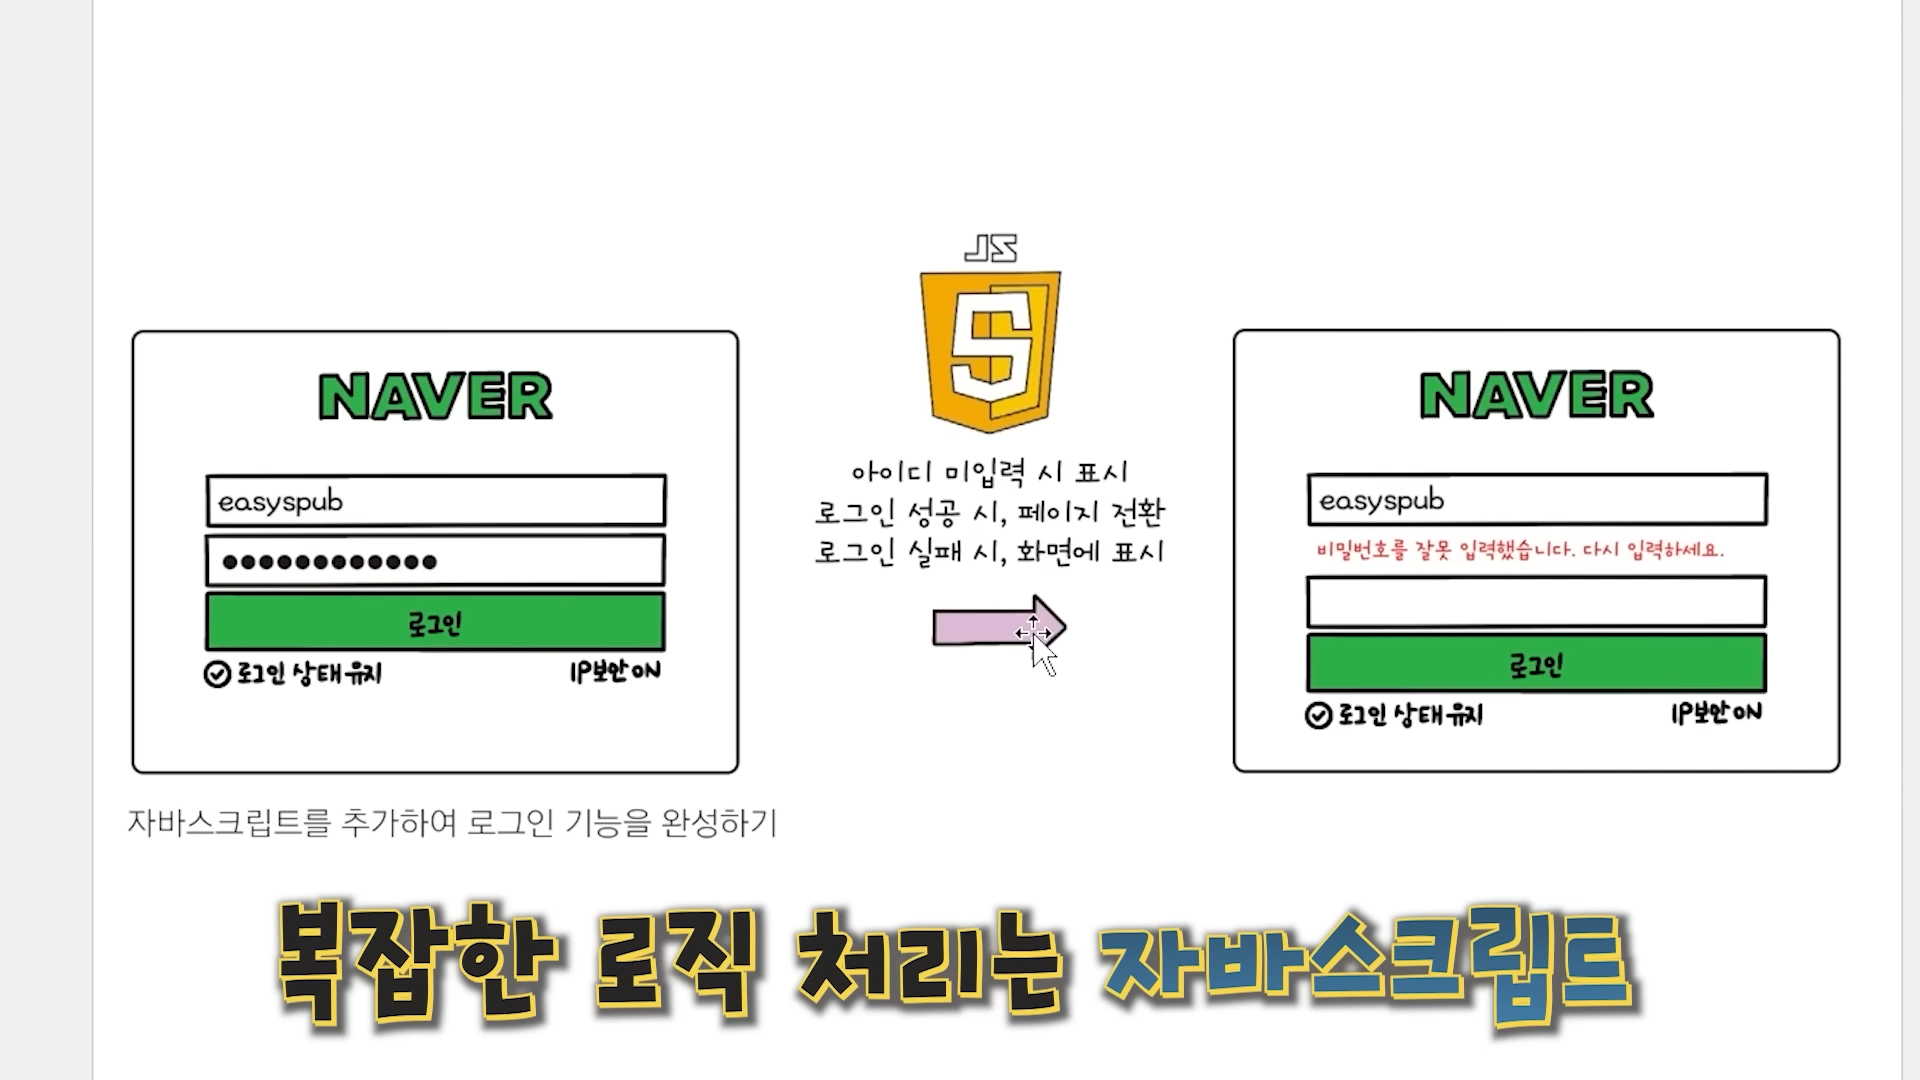 NAVER
easyspub
●●●●●●●●●●●●
로그인
로그인 상태 유지
IP보안 ON
JS
5
아이디 미입력 시 표시
로그인 성공 시, 페이지 전환
로그인 실패 시, 화면에 표시
NAVER
easyspub
비밀번호를 잘못 입력했습니다. 다시 입력하세요.
로그인
로그인 상태 유지
IP보안 ON
자바스크립트를 추가하여 로그인 기능을 완성하기
복잡한 로직 처리는 자바스크립트